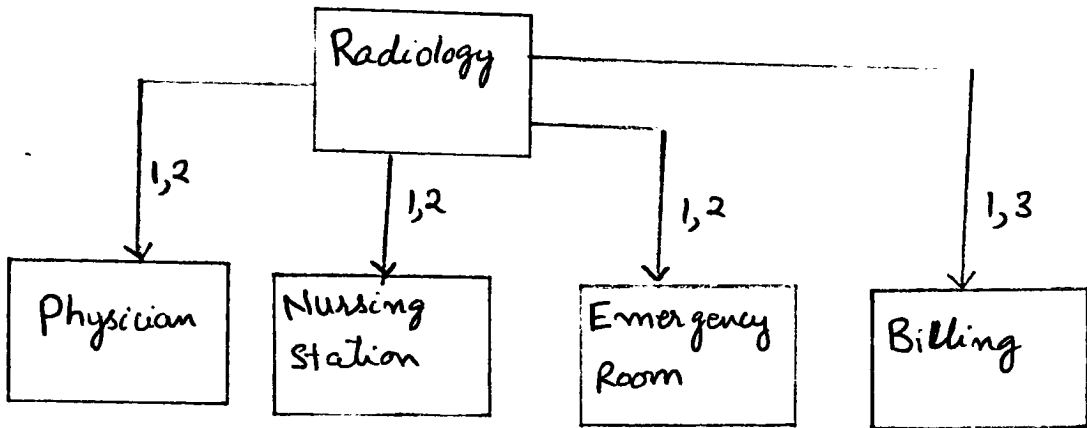 Radiology
1,2
1,2
1,2
1,3
Physician
Nussing
Station
Emergency
Room
Billing